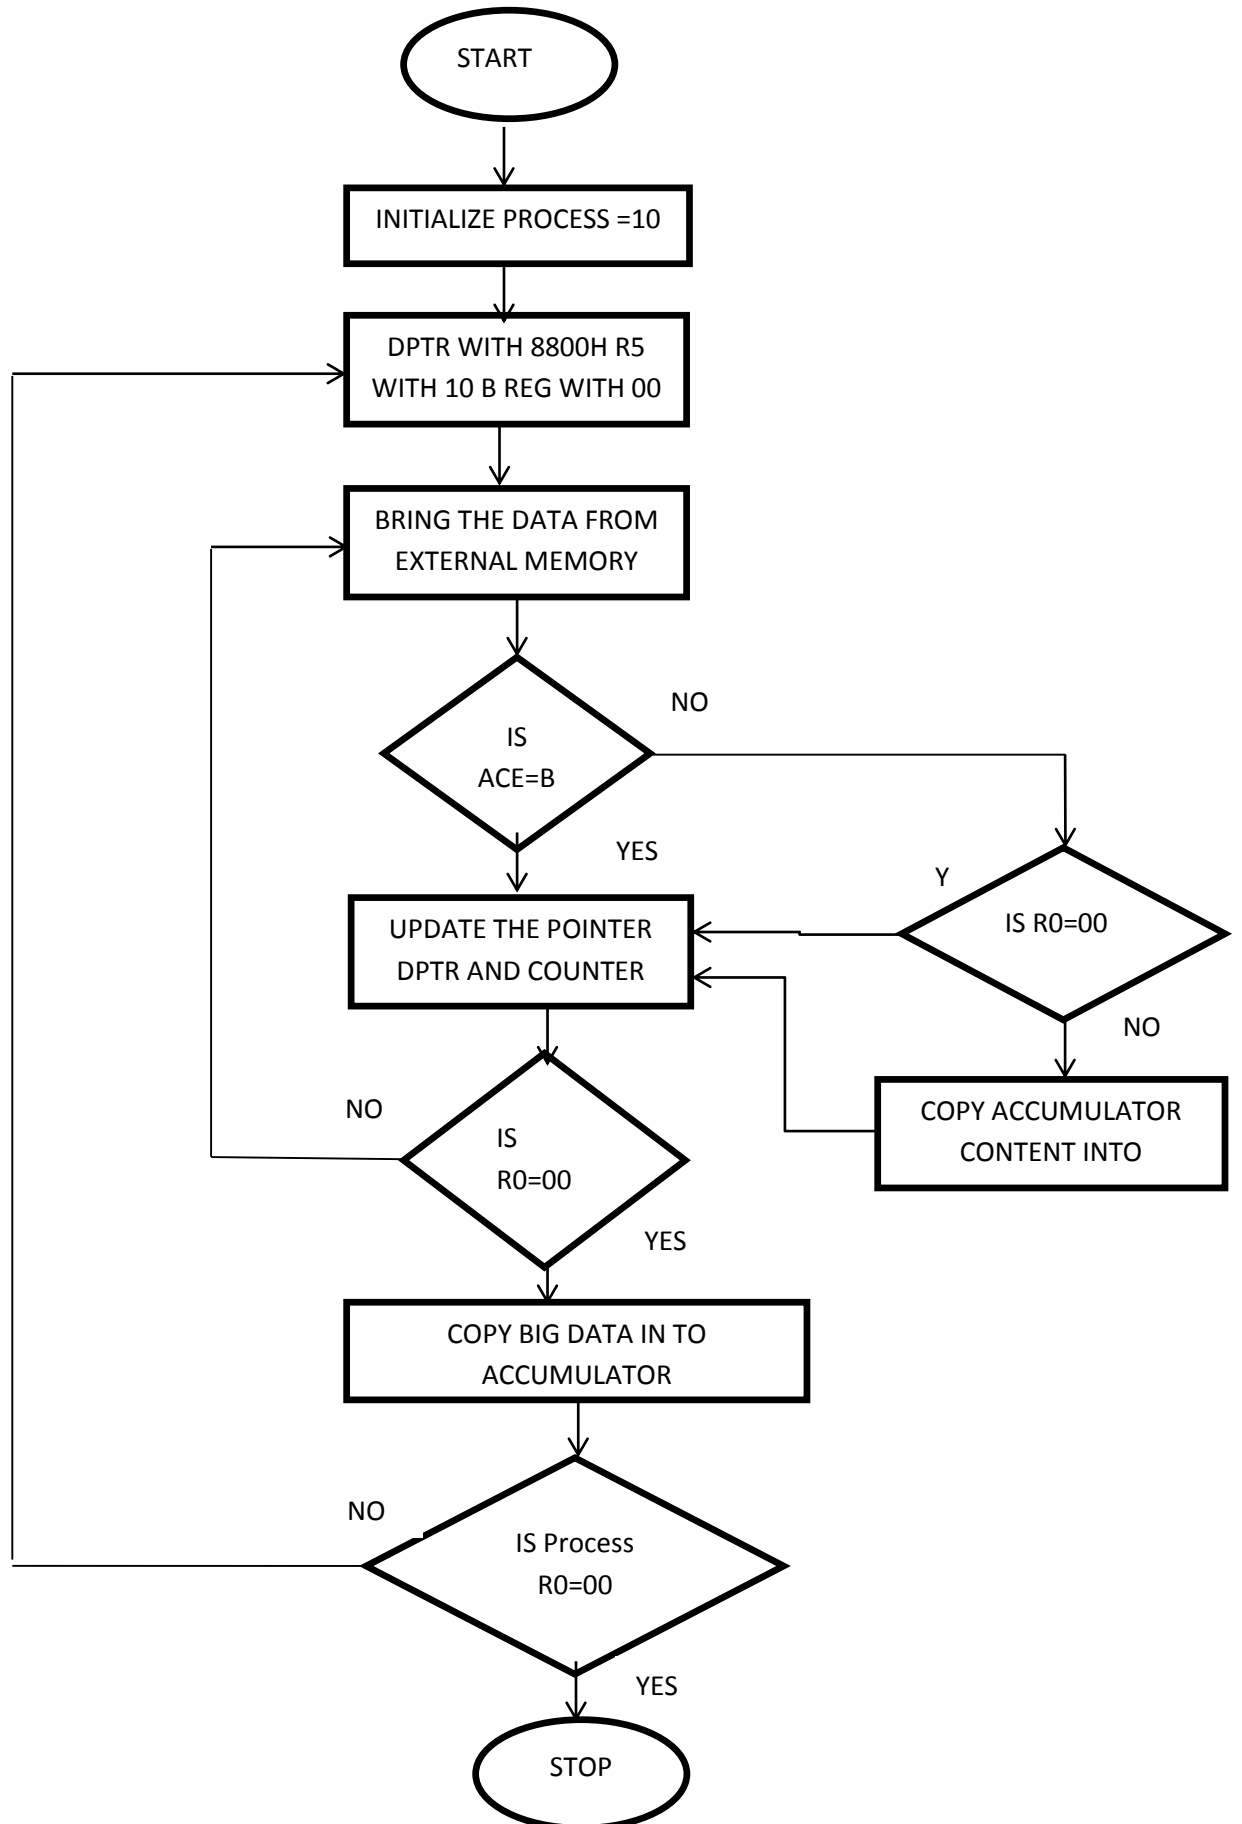 START
INITIALIZE PROCESS =10
DPTR WITH 8800H R5
WITH 10 B REG WITH 00
BRING THE DATA FROM
EXTERNAL MEMORY
NO
IS
ACE=B
YES
Y
IS R0=00
UPDATE THE POINTER
DPTR AND COUNTER
NO
COPY ACCUMULATOR
CONTENT INTO
NO
IS
R0=00
YES
COPY BIG DATA IN TO
ACCUMULATOR
NO
IS Process
R0=00
YES
STOP